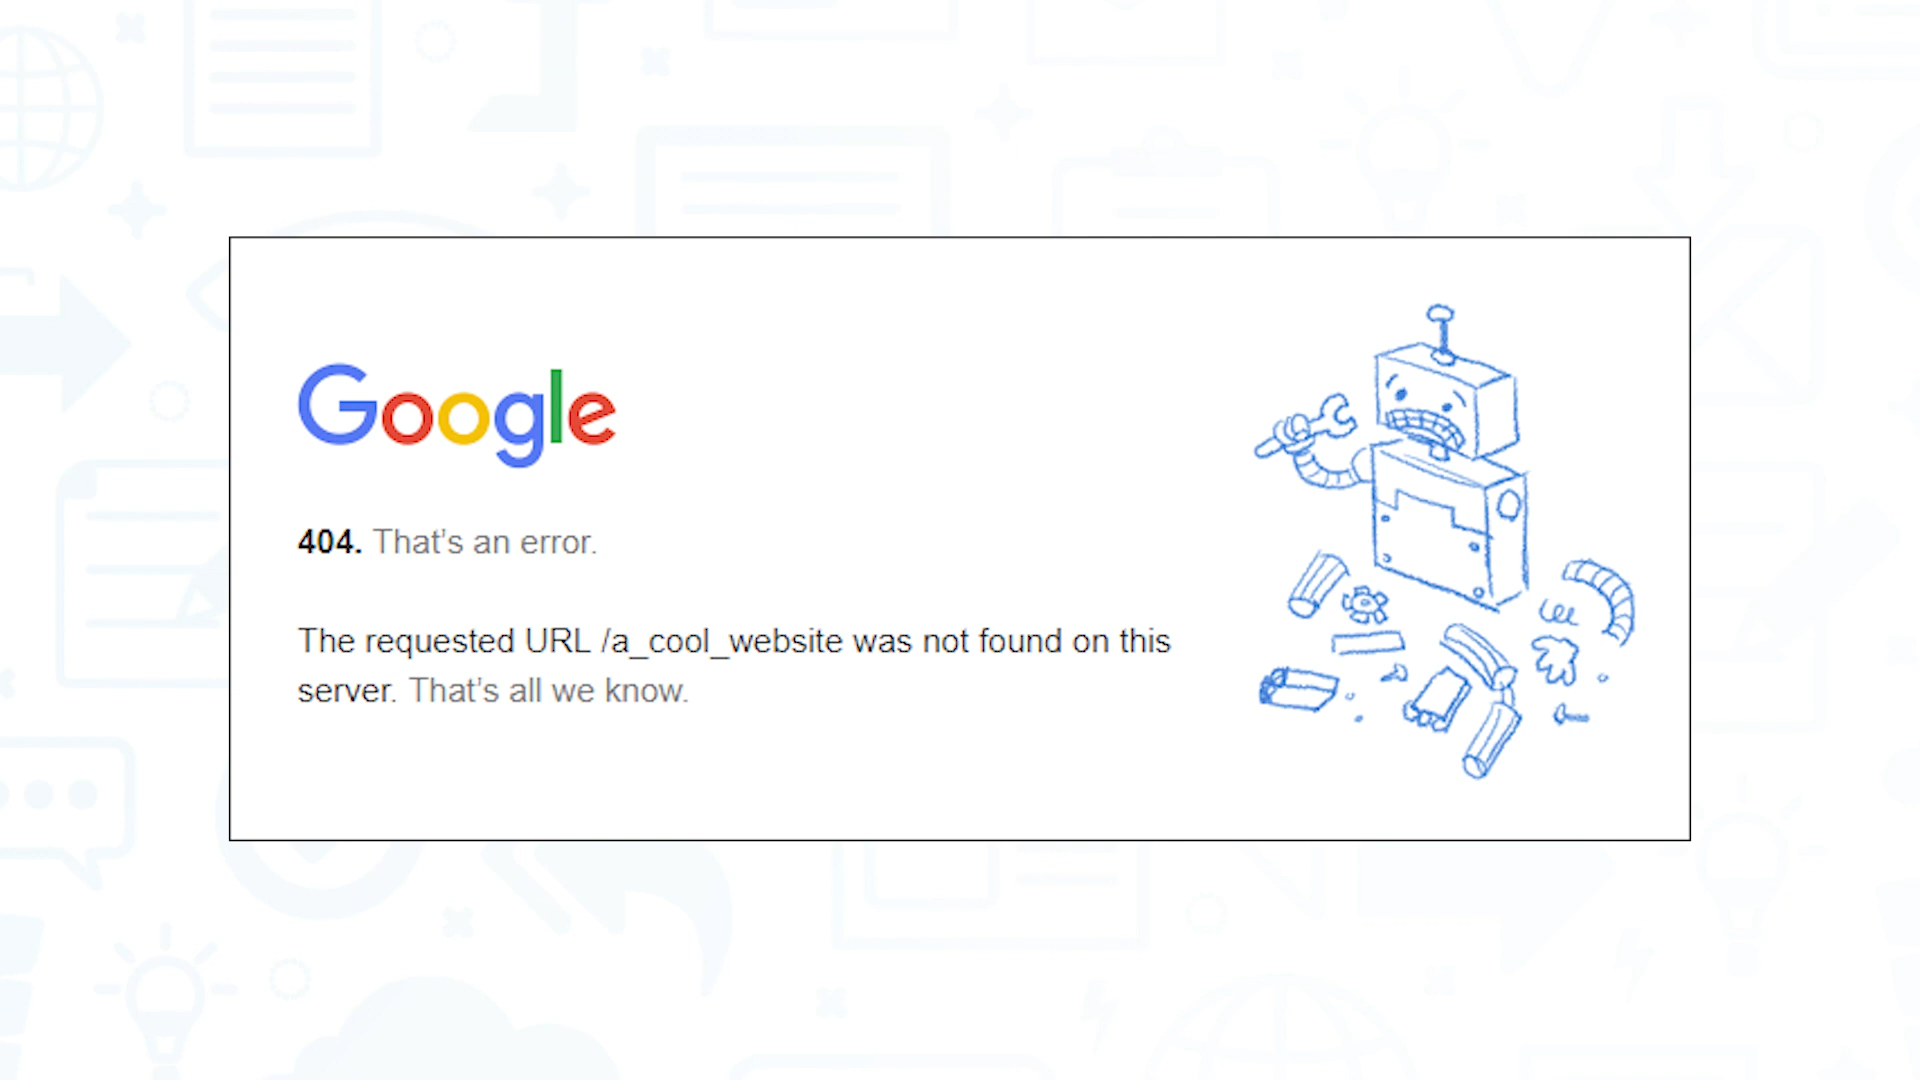 Google
404. That’s an error.
The requested URL /a_cool_website was not found on this
server. That’s all we know.